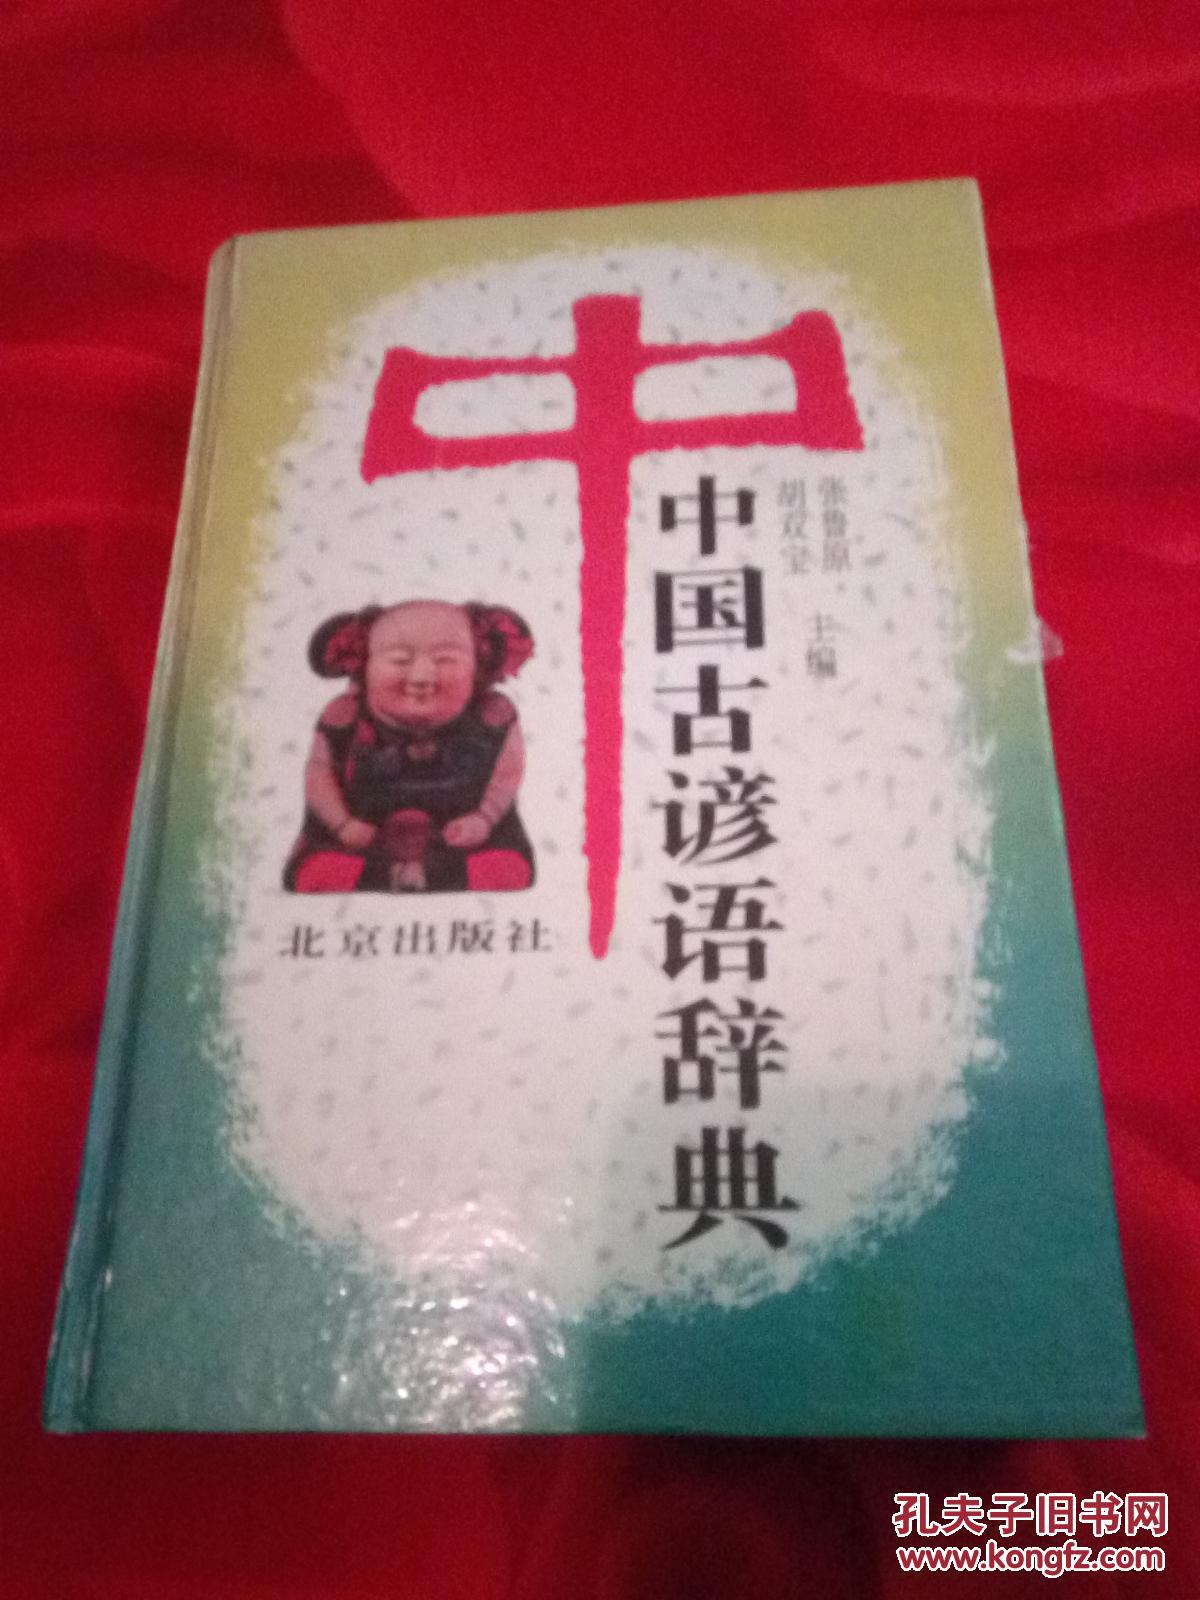 中
张鲁原
胡双宝
主编
中国古谚语辞典
北京出版社
孔夫子旧书网
www.kongfz.com